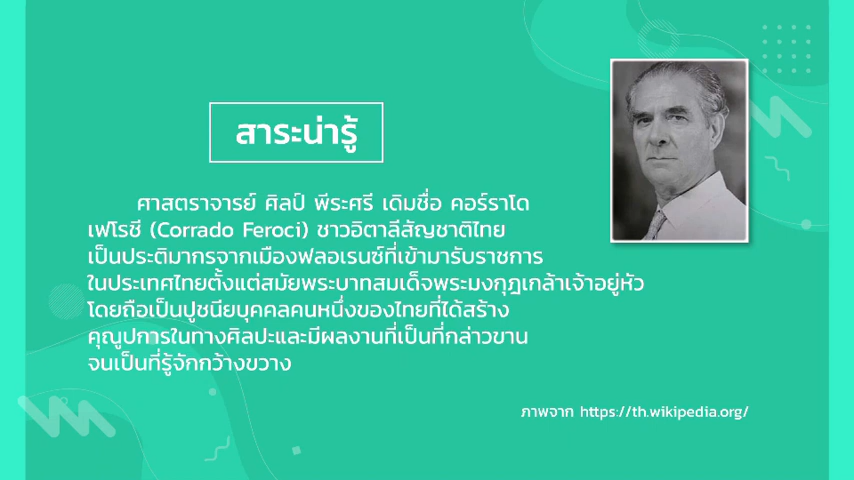 สาระน่ารู้
ศาสตราจารย์ ศิลป์ พีระศรี เดิมชื่อ คอร์ราโด
เฟโรชี (Corrado Feroci) ชาวอิตาลีสัญชาติไทย
เป็นประติมากรจากเมืองฟลอเรนซ์ที่เข้ามารับราชการ
ในประเทศไทยตั้งแต่สมัยพระบาทสมเด็จพระมงกุฎเกล้าเจ้าอยู่หัว
โดยถือเป็นปูชนียบุคคลคนหนึ่งของไทยที่ได้สร้าง
คุณูปการในทางศิลปะและมีผลงานที่เป็นที่กล่าวขาน
จนเป็นที่รู้จักกว้างขวาง
ภาพจาก https://th.wikipedia.org/